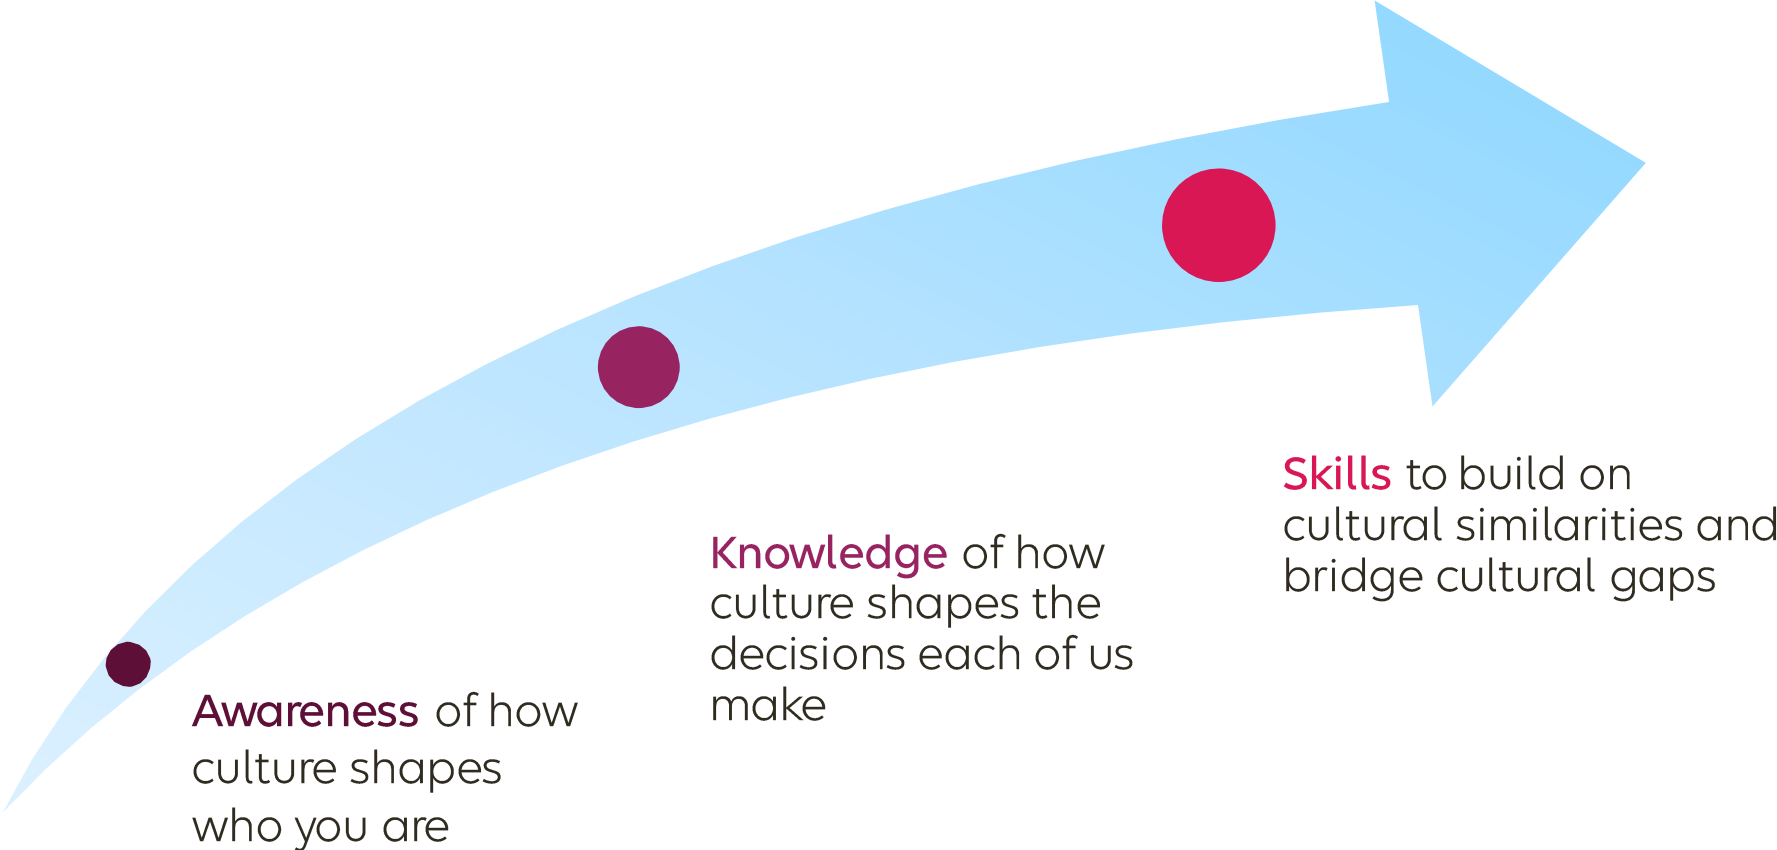 Awareness of how
culture shapes
who you are
Knowledge of how
culture shapes the
decisions each of us
make
Skills to build on
cultural similarities and
bridge cultural gaps